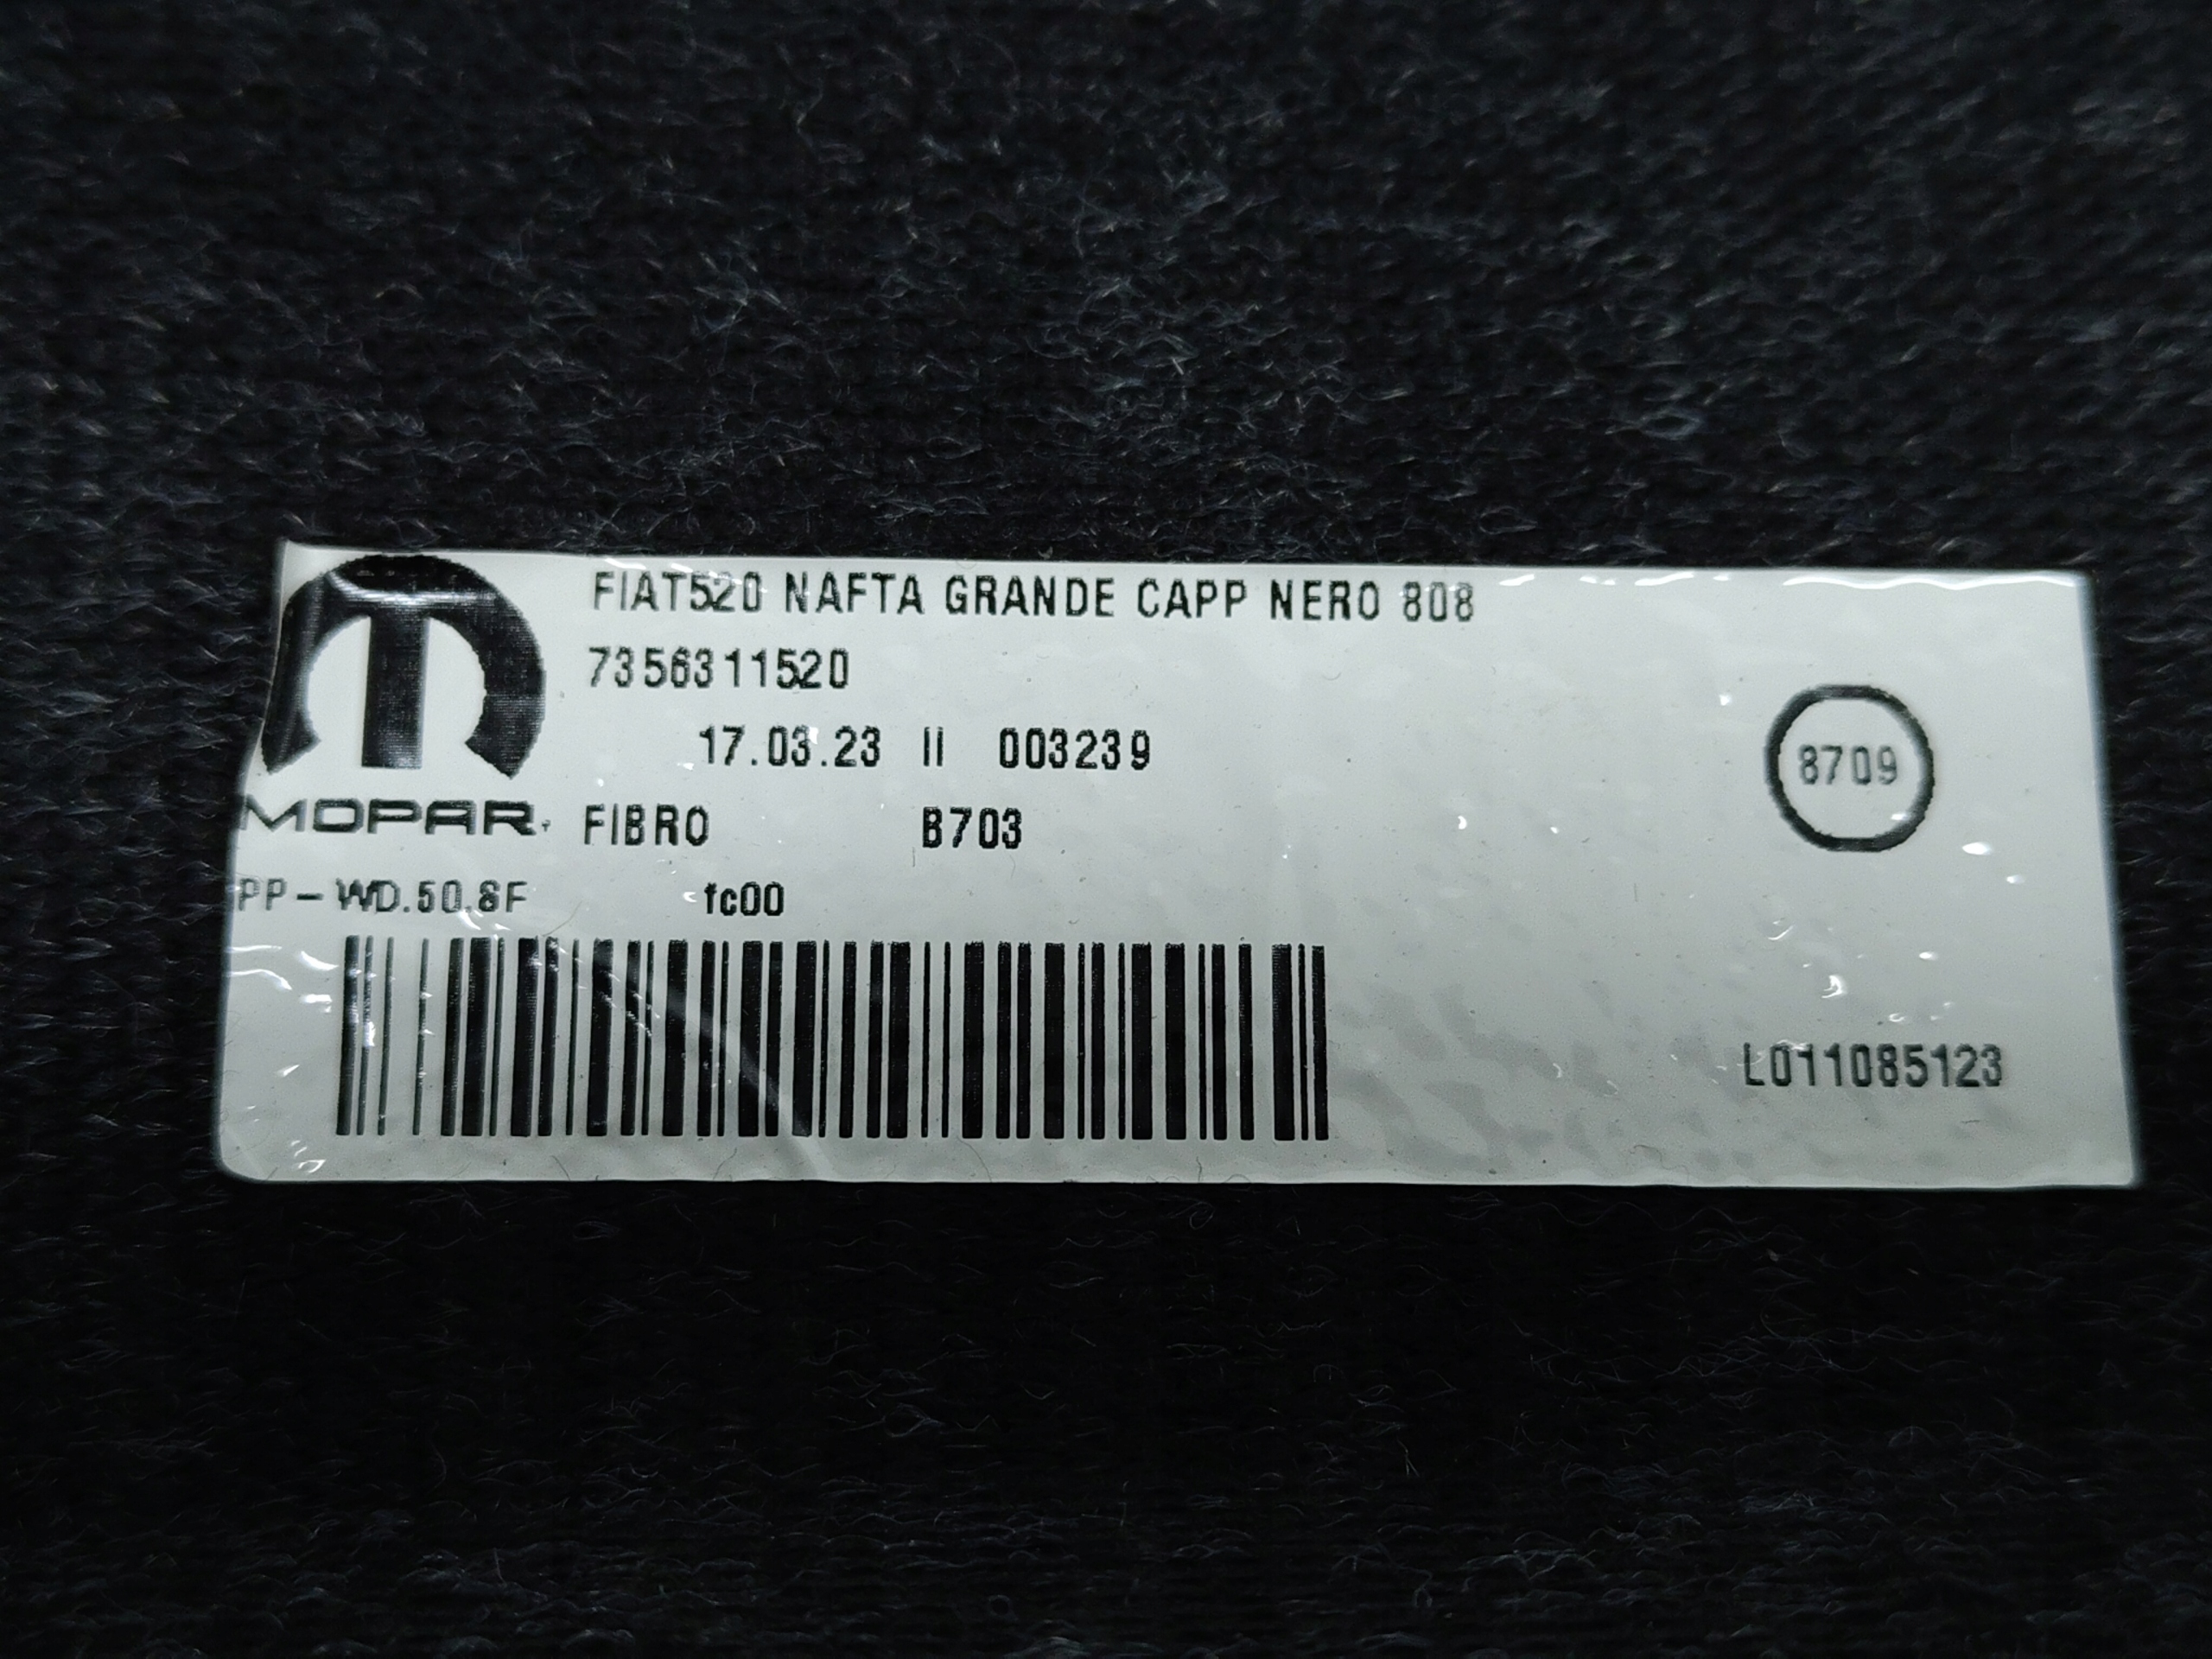 FIAT520 NAFTA GRANDE CAPP NERO 808
7356311520
17.03.23 II 003239
8709
MOPAR
FIBRO B703
PP-WD.50.8F fc00
L011085123